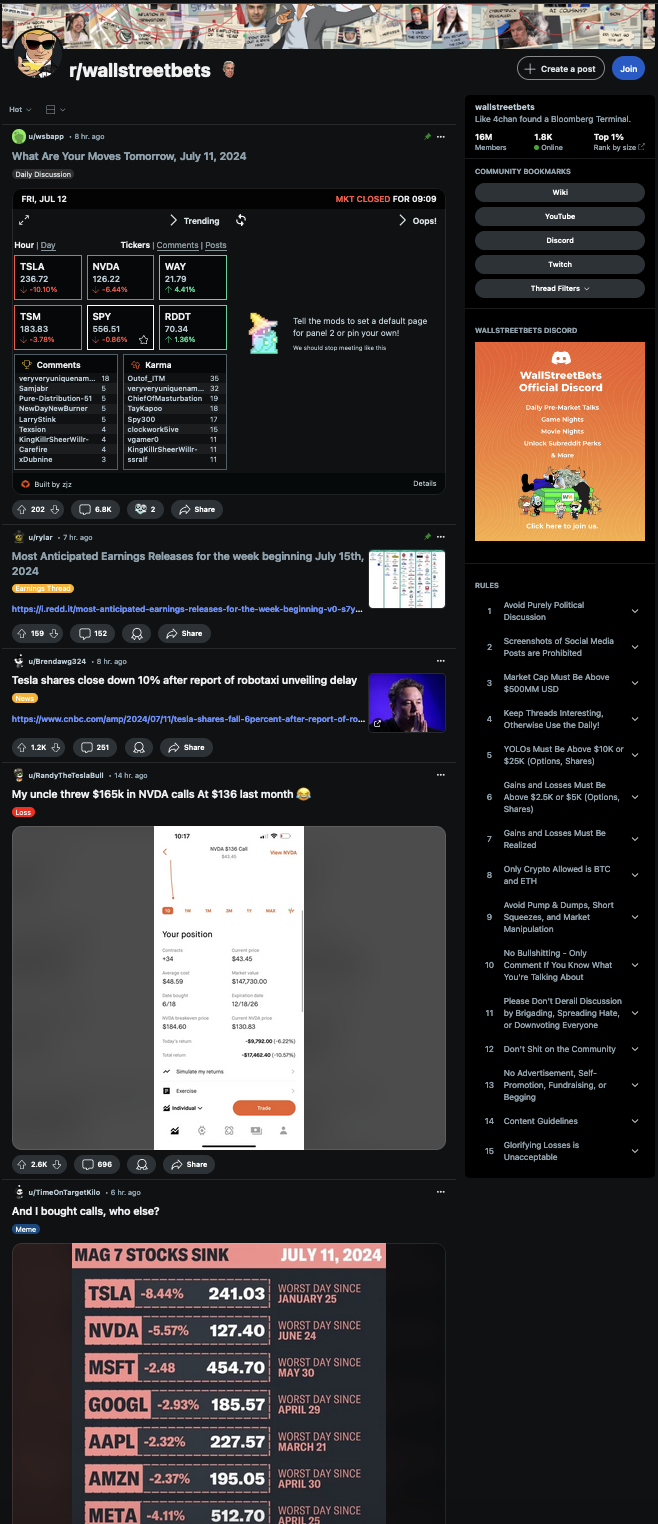 r/wallstreetbets
Create a post
Join
Hot
u/wsbapp • 8 hr. ago
What Are Your Moves Tomorrow, July 11, 2024
Daily Discussion
FRI, JUL 12
MKT CLOSED FOR 09:09
Trending
Oops!
Hour | Day
Tickers | Comments | Posts
TSLA
236.72
-10.10%
NVDA
126.22
-6.44%
WAY
21.79
4.41%
TSM
183.83
-3.78%
SPY
556.51
-0.86%
RDDT
70.34
1.36%
Tell the mods to set a default page
for panel 2 or pin your own!
We should stop meeting like this
Comments
veryveryuniquenam... 18
Samjabr 5
Pure-Distribution-51 5
NewDayNewBurner 5
LarryStink 5
Texsion 4
KingKillrSheerWillr- 4
Carefire 4
xDubnine 3
Karma
Outof_ITM 35
veryveryuniquenam... 32
ChiefOfMasturbation 19
TayKapoo 18
Spy300 17
clockwork5ive 15
vgamer0 11
KingKillrSheerWillr- 11
ssralf 11
Built by zjz
Details
202
6.8K
2
Share
u/rylar • 7 hr. ago
Most Anticipated Earnings Releases for the week beginning July 15th,
2024
Earnings Thread
https://i.redd.it/most-anticipated-earnings-releases-for-the-week-beginning-v0-s7y...
159
152
Share
u/Brendawg324 • 8 hr. ago
Tesla shares close down 10% after report of robotaxi unveiling delay
News
https://www.cnbc.com/amp/2024/07/11/tesla-shares-fall-6percent-after-report-of-ro...
1.2K
251
Share
u/RandyTheTeslaBull • 14 hr. ago
My uncle threw $165k in NVDA calls At $136 last month 😂
Loss
10:17
NVDA $136 Call
$43.45
View NVDA
1D 1W 1M 3M 1Y MAX
Your position
Contracts
+34
Current price
$43.45
Average cost
$48.59
Market value
$147,730.00
Date bought
6/18
Expiration date
12/18/26
NVDA breakeven price
$184.60
Current NVDA price
$130.83
Today's return
-$9,792.00 (-6.22%)
Total return
-$17,462.40 (-10.57%)
Simulate my returns
Exercise
Individual
Trade
2.6K
696
Share
u/TimeOnTargetKilo • 6 hr. ago
And I bought calls, who else?
Meme
MAG 7 STOCKS SINK JULY 11, 2024
TSLA -8.44% 241.03 WORST DAY SINCE
JANUARY 25
NVDA -5.57% 127.40 WORST DAY SINCE
JUNE 24
MSFT -2.48 454.70 WORST DAY SINCE
MAY 30
GOOGL -2.93% 185.57 WORST DAY SINCE
APRIL 29
AAPL -2.32% 227.57 WORST DAY SINCE
MARCH 21
AMZN -2.37% 195.05 WORST DAY SINCE
APRIL 30
META -4.11% 512.70 WORST DAY SINCE
APRIL 25
wallstreetbets
Like 4chan found a Bloomberg Terminal.
16M
Members
1.8K
Online
Top 1%
Rank by size
COMMUNITY BOOKMARKS
Wiki
YouTube
Discord
Twitch
Thread Filters
WALLSTREETBETS DISCORD
WallStreetBets
Official Discord
Daily Pre-Market Talks
Game Nights
Movie Nights
Unlock Subreddit Perks
& More
Click here to join us.
RULES
1 Avoid Purely Political
Discussion
2 Screenshots of Social Media
Posts are Prohibited
3 Market Cap Must Be Above
$500MM USD
4 Keep Threads Interesting,
Otherwise Use the Daily!
5 YOLOs Must Be Above $10K or
$25K (Options, Shares)
6 Gains and Losses Must Be
Above $2.5K or $5K (Options,
Shares)
7 Gains and Losses Must Be
Realized
8 Only Crypto Allowed is BTC
and ETH
9 Avoid Pump & Dumps, Short
Squeezes, and Market
Manipulation
10 No Bullshitting - Only
Comment If You Know What
You're Talking About
11 Please Don't Derail Discussion
by Brigading, Spreading Hate,
or Downvoting Everyone
12 Don't Shit on the Community
13 No Advertisement, Self-
Promotion, Fundraising, or
Begging
14 Content Guidelines
15 Glorifying Losses is
Unacceptable